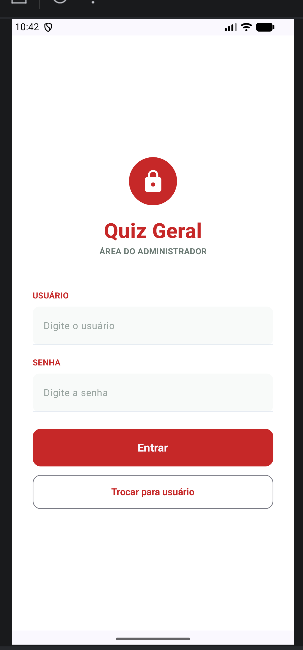 10:42
Quiz Geral
ÁREA DO ADMINISTRADOR
USUÁRIO
Digite o usuário
SENHA
Digite a senha
Entrar
Trocar para usuário